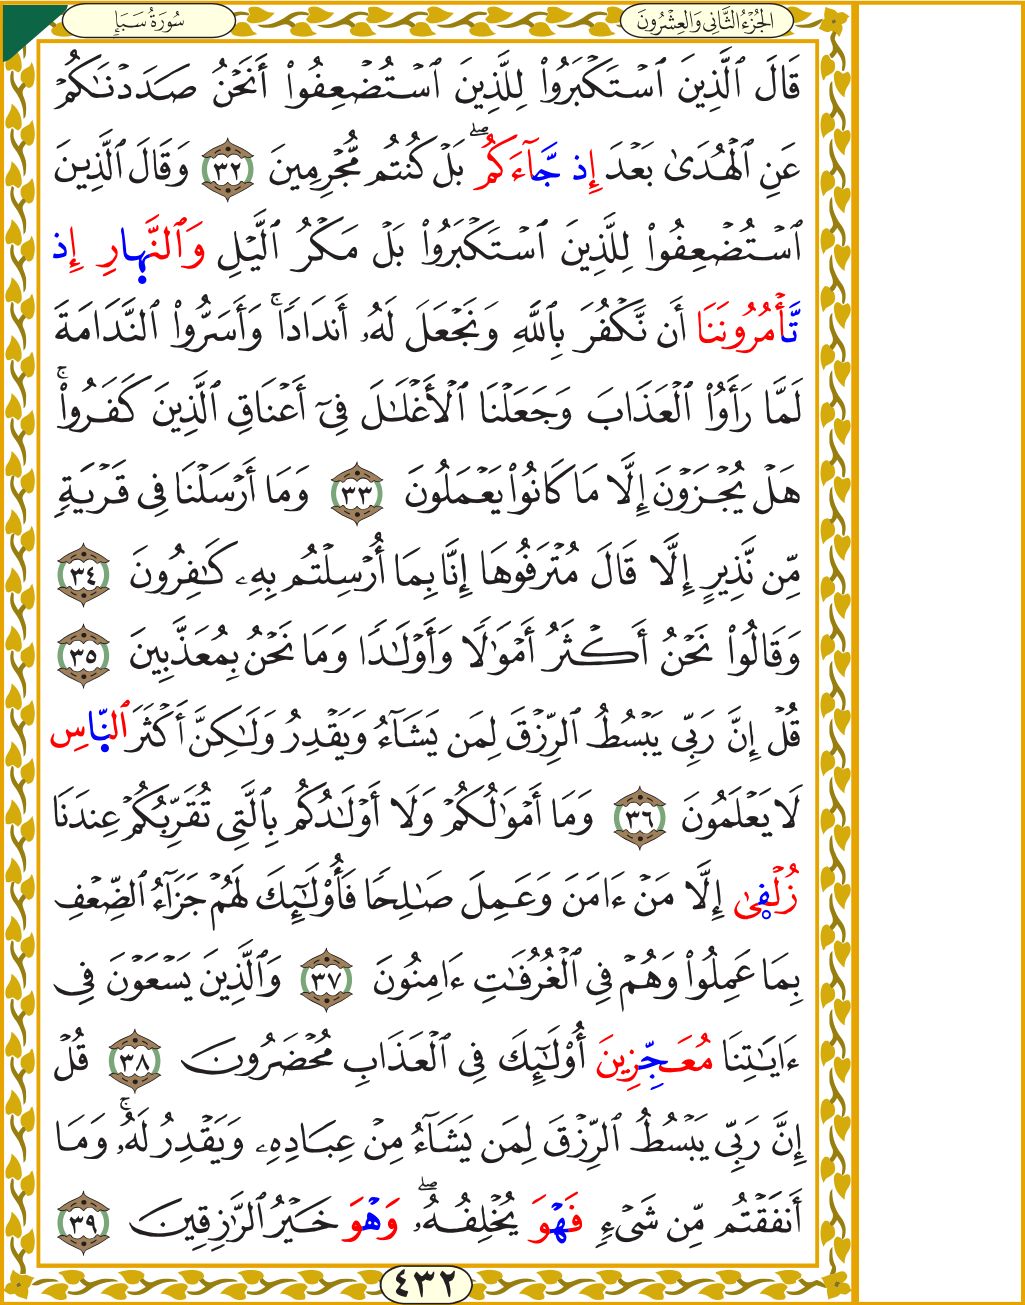 الجُزْءُ الثَّانِي وَالعِشْرُونَ
سُورَةُ سَبَإٍ
قَالَ ٱلَّذِينَ ٱسۡتَكۡبَرُواْ لِلَّذِينَ ٱسۡتُضۡعِفُوٓاْ أَنَحۡنُ صَدَدۡنَٰكُمۡ
عَنِ ٱلۡهُدَىٰ بَعۡدَ إِذ جَّآءَكُمۖ بَلۡ كُنتُم مُّجۡرِمِينَ ٣٢ وَقَالَ ٱلَّذِينَ
ٱسۡتُضۡعِفُواْ لِلَّذِينَ ٱسۡتَكۡبَرُواْ بَلۡ مَكۡرُ ٱلَّيۡلِ وَٱلنَّهارِ إِذ
تَّأۡمُرُونَنَا أَن نَّكۡفُرَ بِٱللَّهِ وَنَجۡعَلَ لَهُۥ أَندَادٗاۚ وَأَسَرُّواْ ٱلنَّدَامَةَ
لَمَّا رَأَوُاْ ٱلۡعَذَابَ وَجَعَلۡنَا ٱلۡأَغۡلَٰلَ فِيٓ أَعۡنَاقِ ٱلَّذِينَ كَفَرُواْۚ
هَلۡ يُجۡزَوۡنَ إِلَّا مَا كَانُواْ يَعۡمَلُونَ ٣٣ وَمَا أَرۡسَلۡنَا فِي قَرۡيَةٖ
مِّن نَّذِيرٍ إِلَّا قَالَ مُتۡرَفُوهَا إِنَّا بِمَا أُرۡسِلۡتُم بِهِۦ كَٰفِرُونَ ٣٤
وَقَالُواْ نَحۡنُ أَكۡثَرُ أَمۡوَٰلٗا وَأَوۡلَٰدٗا وَمَا نَحۡنُ بِمُعَذَّبِينَ ٣٥
قُلۡ إِنَّ رَبِّي يَبۡسُطُ ٱلرِّزۡقَ لِمَن يَشَآءُ وَيَقۡدِرُ وَلَٰكِنَّ أَكۡثَرَ ٱلنّاسِ
لَا يَعۡلَمُونَ ٣٦ وَمَا أَمۡوَٰلُكُمۡ وَلَا أَوۡلَٰدُكُم بِٱلَّتِي تُقَرِّبُكُمۡ عِندَنَا
زُلۡفىٰ إِلَّا مَنۡ ءَامَنَ وَعَمِلَ صَٰلِحٗا فَأُوْلَٰٓئِكَ لَهُمۡ جَزَآءُ ٱلضِّعۡفِ
بِمَا عَمِلُواْ وَهُمۡ فِي ٱلۡغُرُفَٰتِ ءَامِنُونَ ٣٧ وَٱلَّذِينَ يَسۡعَوۡنَ فِي
ءَايَٰتِنَا مُعَجِّزِينَ أُوْلَٰٓئِكَ فِي ٱلۡعَذَابِ مُحۡضَرُونَ ٣٨ قُلۡ
إِنَّ رَبِّي يَبۡسُطُ ٱلرِّزۡقَ لِمَن يَشَآءُ مِنۡ عِبَادِهِۦ وَيَقۡدِرُ لَهُۥۚ وَمَا
أَنفَقۡتُم مِّن شَيۡءٖ فَهۡوَ يُخۡلِفُهُۥۖ وَهۡوَ خَيۡرُ ٱلرَّٰزِقِينَ ٣٩
٤٣٢